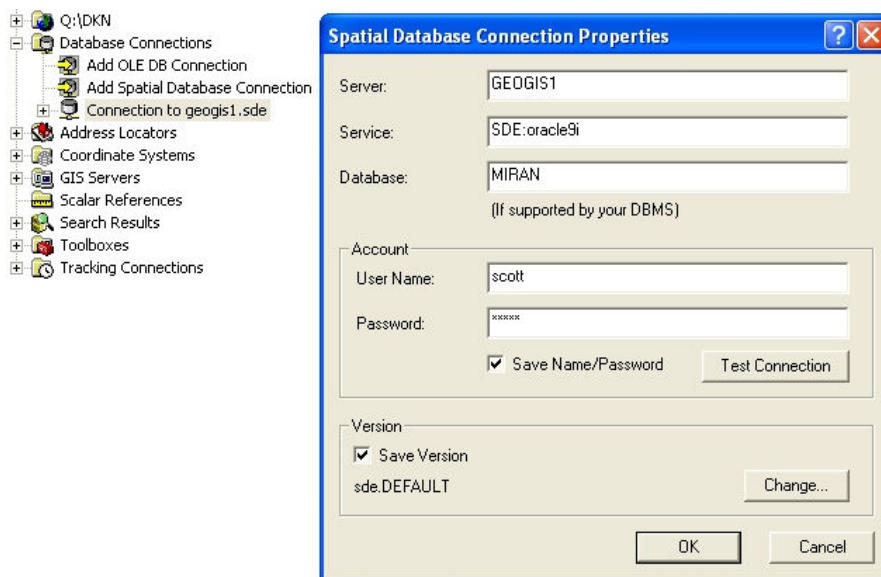 Q:\DKN
Database Connections
Add OLE DB Connection
Add Spatial Database Connection
Connection to geogis1.sde
Address Locators
Coordinate Systems
GIS Servers
Scalar References
Search Results
Toolboxes
Tracking Connections
Spatial Database Connection Properties
Server: GEOGIS1
Service: SDE:oracle9i
Database: MIRAN
(If supported by your DBMS)
Account
User Name: scott
Password: *****
Save Name/Password Test Connection
Version
Save Version
sde.DEFAULT Change...
OK Cancel